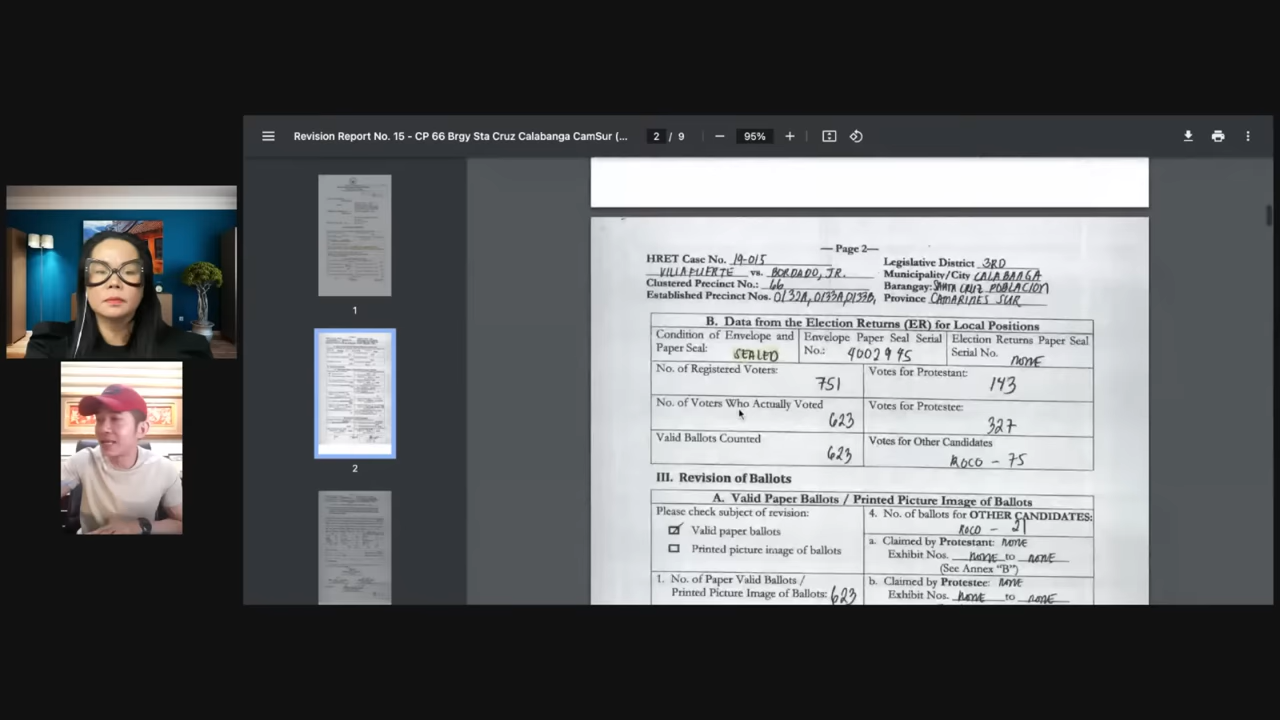 Revision Report No. 15 - CP 66 Brgy Sta Cruz Calabanga CamSur (...
2 / 9
95%
1
2
— Page 2—
HRET Case No. 19-015
VILLAFUERTE vs. BORDADO, JR.
Clustered Precinct No.: 66
Established Precinct Nos. 0132A, 0133A, 0133B,
Legislative District 3RD
Municipality/City CALABANGA
Barangay: SANTA CRUZ POBLACION
Province CAMARINES SUR
B. Data from the Election Returns (ER) for Local Positions
Condition of Envelope and
Paper Seal: SEALED
Envelope Paper Seal Serial
No.: 4002995
Election Returns Paper Seal
Serial No. NONE
No. of Registered Voters:
751
Votes for Protestant:
143
No. of Voters Who Actually Voted
623
Votes for Protestee:
327
Valid Ballots Counted
623
Votes for Other Candidates
ROCO - 75
III. Revision of Ballots
A. Valid Paper Ballots / Printed Picture Image of Ballots
Please check subject of revision:
Valid paper ballots
Printed picture image of ballots
1. No. of Paper Valid Ballots /
Printed Picture Image of Ballots: 623
4. No. of ballots for OTHER CANDIDATES:
ROCO - 21
a. Claimed by Protestant: NONE
Exhibit Nos. NONE to NONE
(See Annex "B")
b. Claimed by Protestee: NONE
Exhibit Nos. NONE to NONE